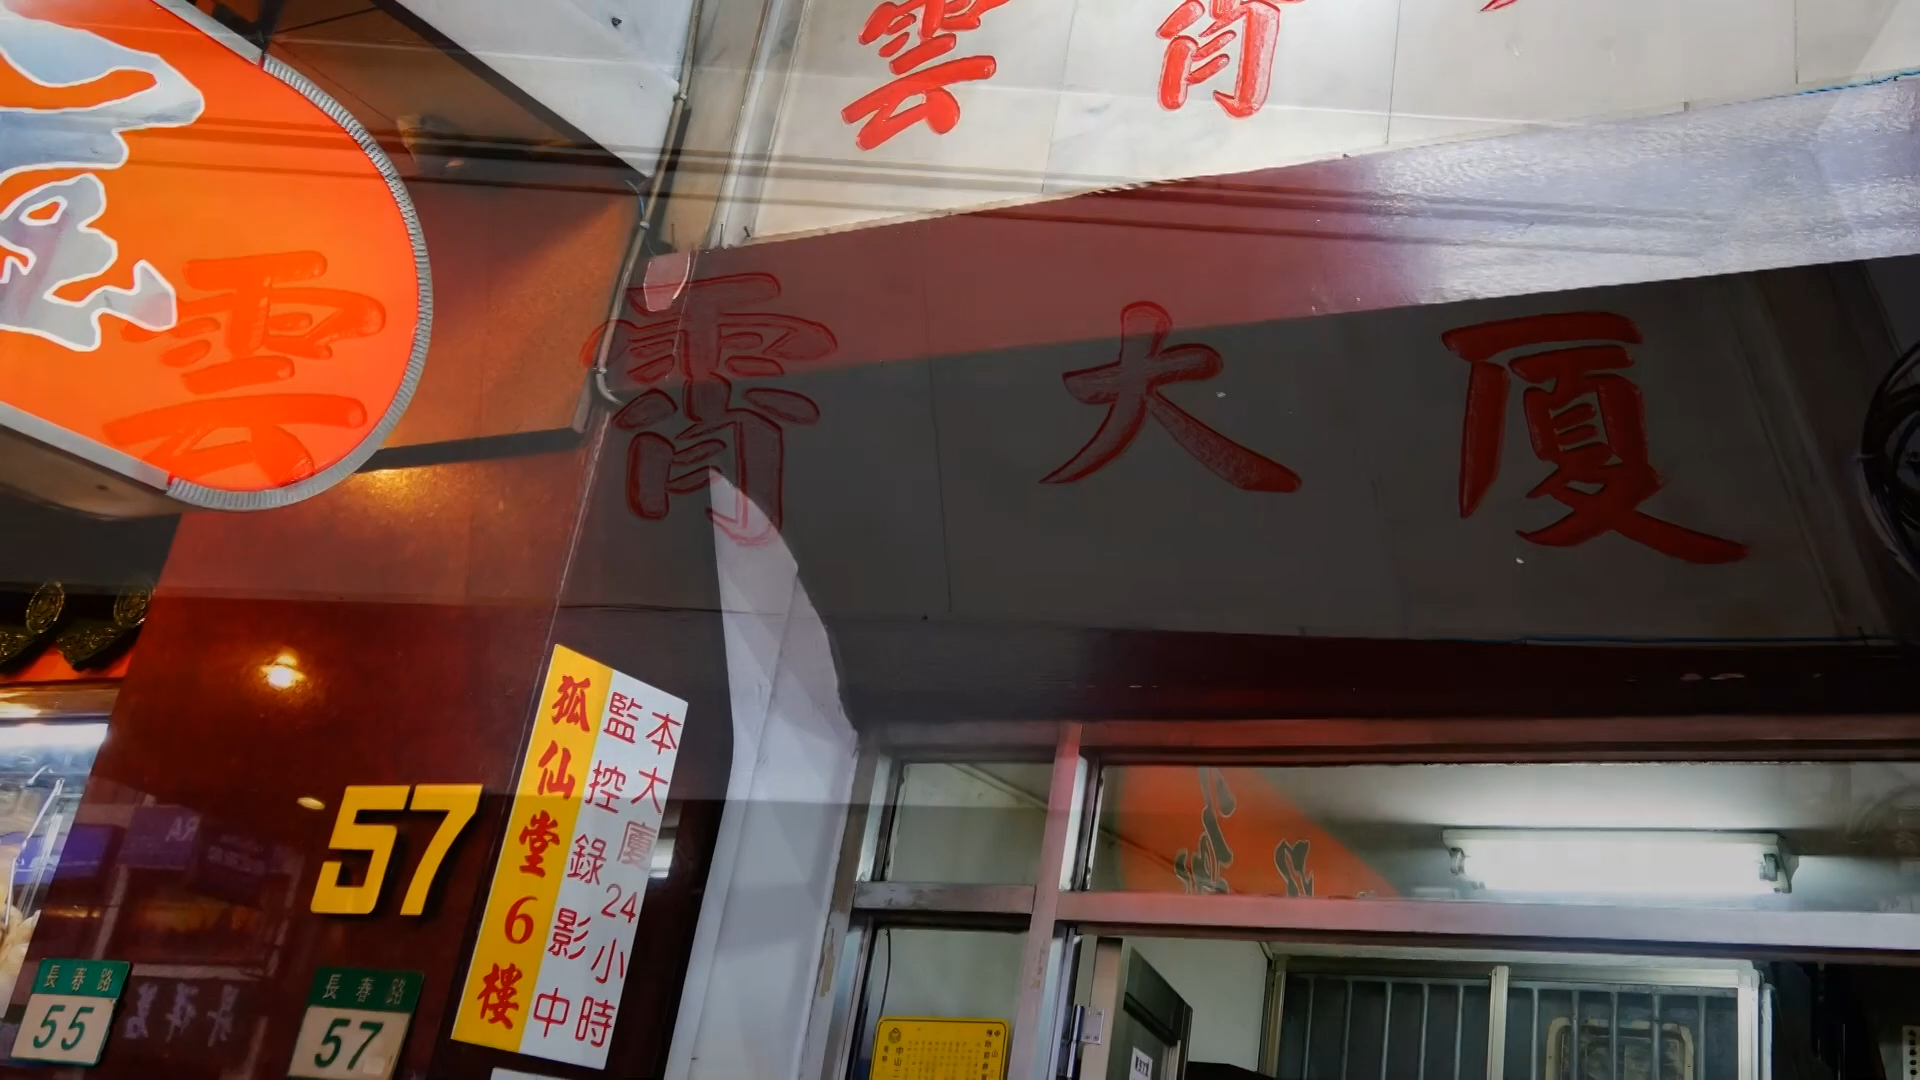 雲霄
雲霄大廈
57
狐仙堂6樓
本大廈24小時
監控錄影中
長春路
55
長春路
57